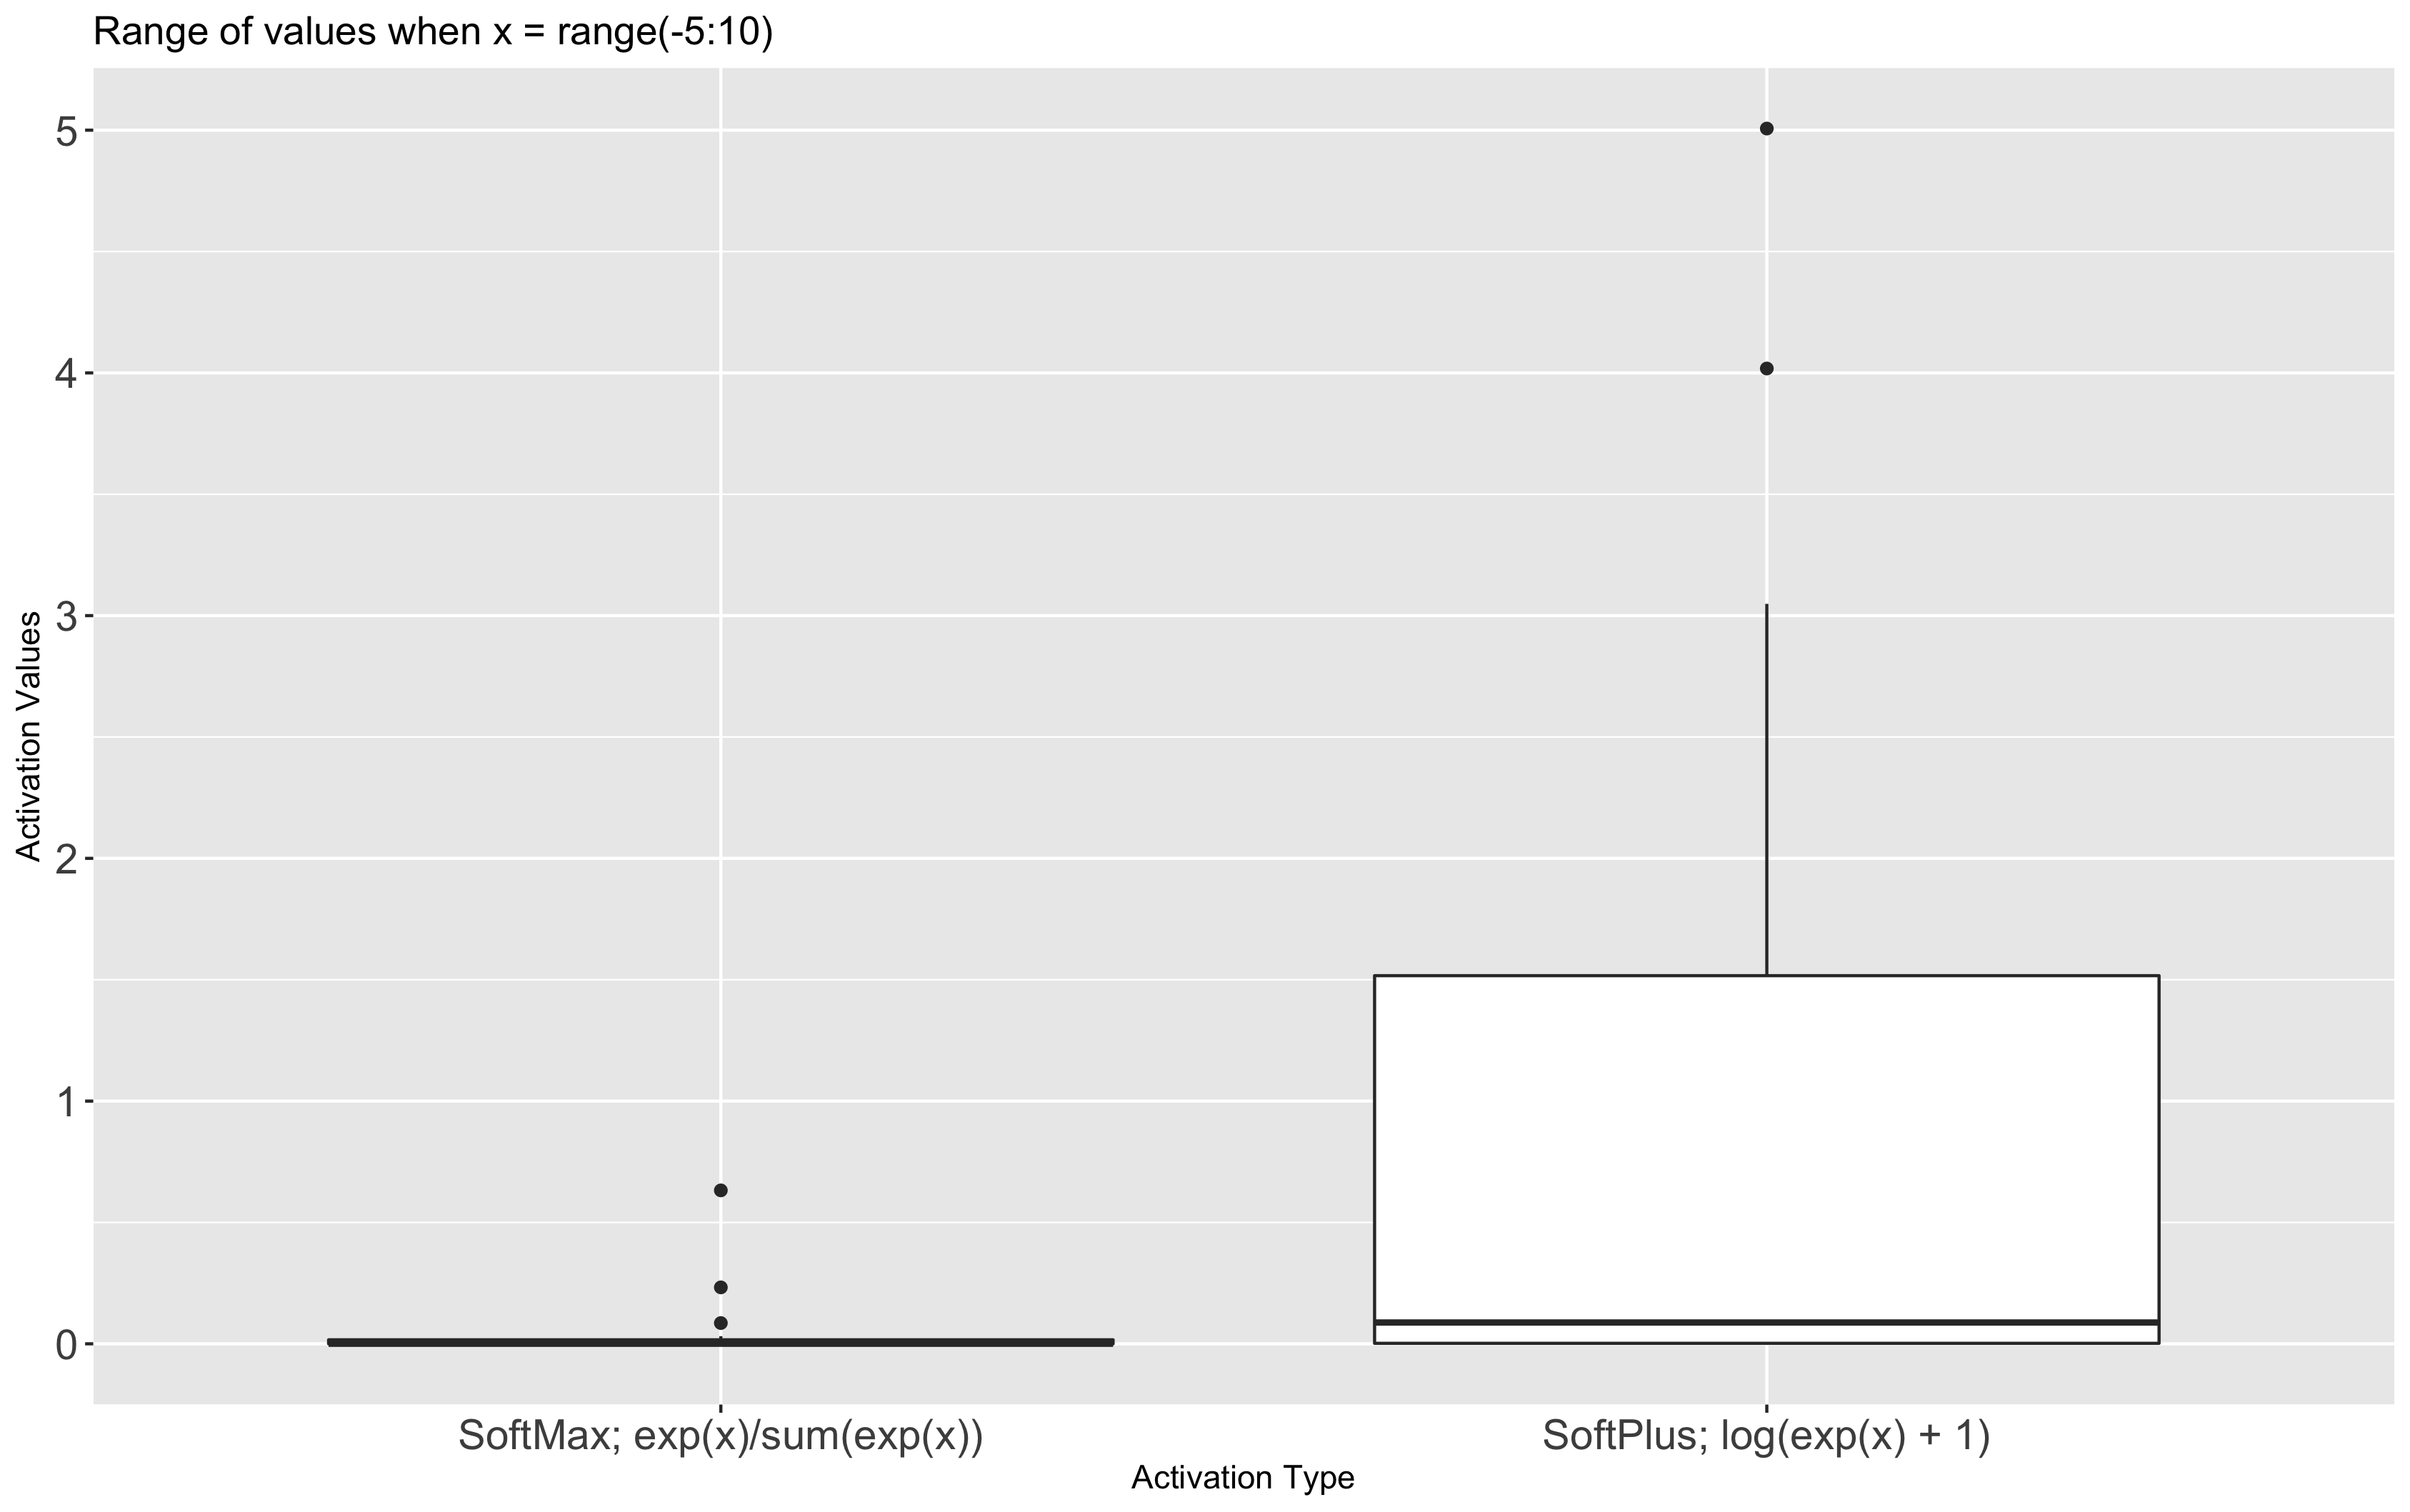 Range of values when x = range(-5:10)
5
4
3
2
1
0
Activation Values
SoftMax; exp(x)/sum(exp(x))
SoftPlus; log(exp(x) + 1)
Activation Type